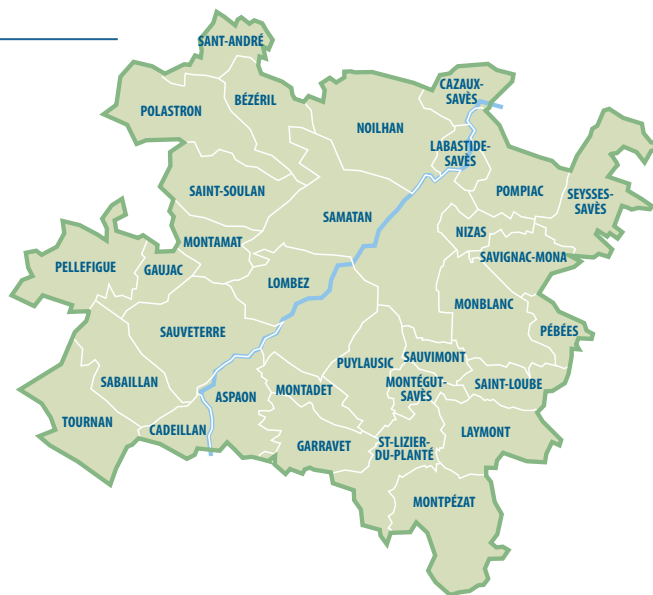 SANT-ANDRÉ
CAZAUX-
SAVÈS
BÉZÉRIL
POLASTRON
NOILHAN
LABASTIDE-
SAVÈS
SAINT-SOULAN
POMPIAC
SEYSSES-
SAVÈS
SAMATAN
NIZAS
MONTAMAT
SAVIGNAC-MONA
PELLEFIGUE
GAUJAC
LOMBEZ
MONBLANC
SAUVETERRE
PÉBÉES
PUYLAUSIC
SAUVIMONT
SABAILLAN
MONTADET
MONTÉGUT-
SAVÈS
SAINT-LOUBE
ASPAON
TOURNAN
CADEILLAN
GARRAVET
ST-LIZIER-
DU-PLANTÉ
LAYMONT
MONTPÉZAT